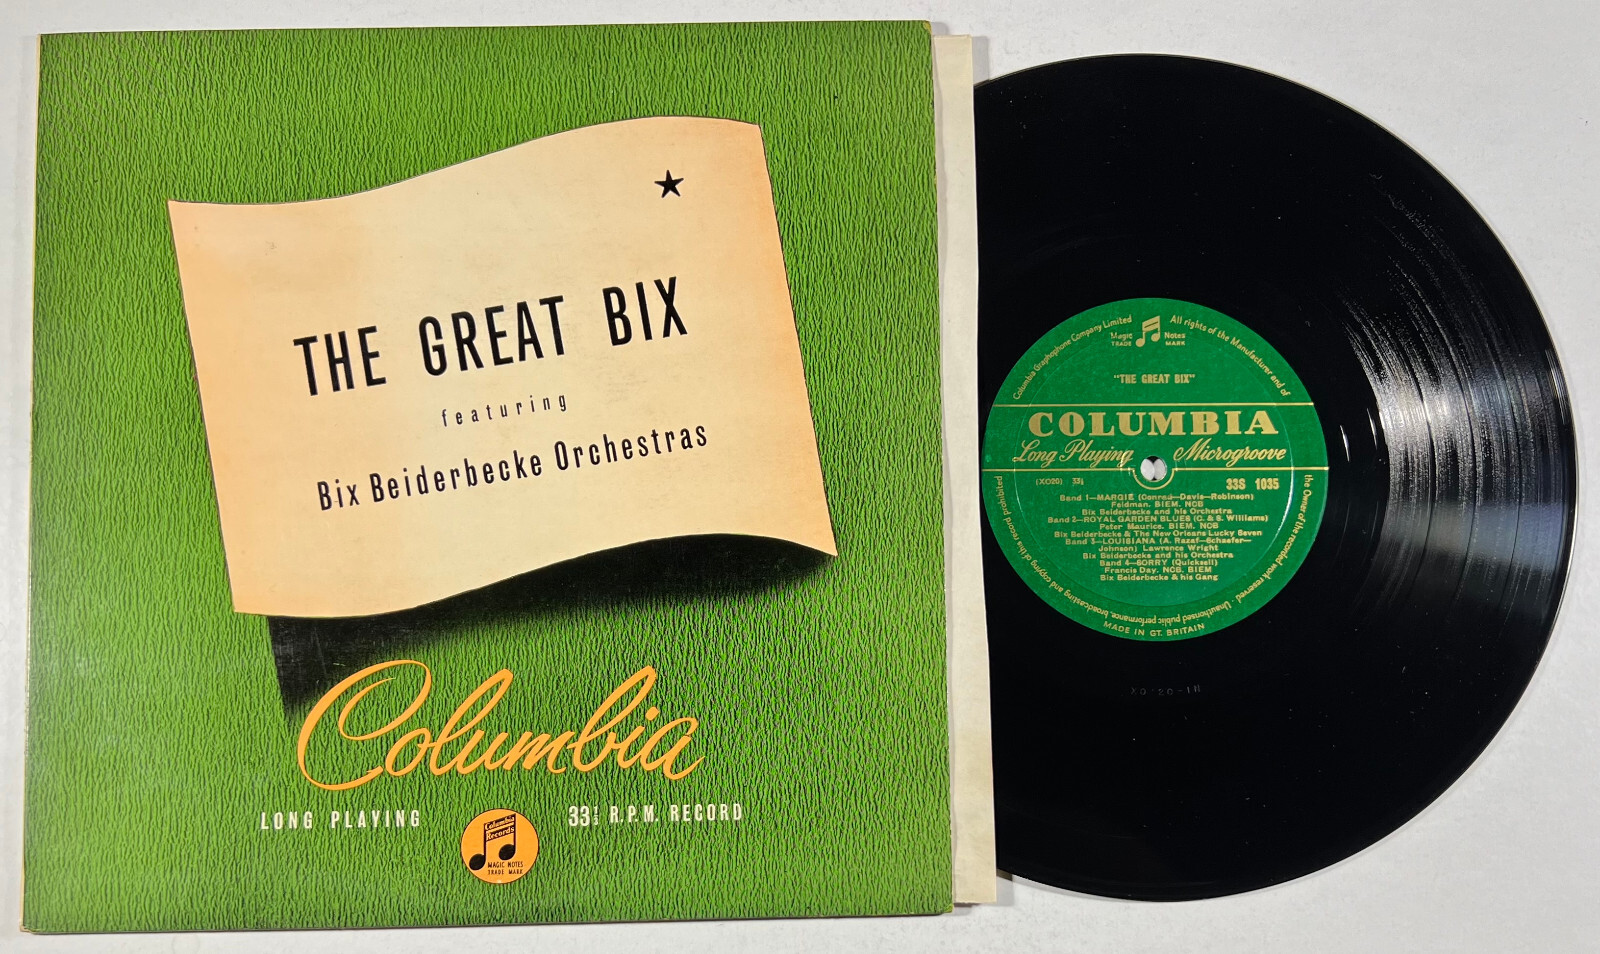 THE GREAT BIX
featuring
Bix Beiderbecke Orchestras
Columbia
LONG PLAYING
33⅓ R.P.M. RECORD
Columbia
Records
MAGIC NOTES
TRADE MARK
Columbia Graphophone Company Limited
All rights of the Manufacturer and of
the Owner of the recorded work reserved · Unauthorised public performance, broadcasting and copying of this record prohibited
Magic Notes
TRADE MARK
"THE GREAT BIX"
COLUMBIA
Long Playing Microgroove
(XO20) 33⅓
33S 1035
Band 1—MARGIE (Conrad—Davis—Robinson)
Feldman. BIEM. NCB
Bix Beiderbecke and his Orchestra
Band 2—ROYAL GARDEN BLUES (C. & S. Williams)
Peter Maurice. BIEM. NCB
Bix Beiderbecke & The New Orleans Lucky Seven
Band 3—LOUISIANA (A. Razaf—Schaefer—
Johnson) Lawrence Wright
Bix Beiderbecke and his Orchestra
Band 4—SORRY (Quicksell)
Francis Day. NCB. BIEM
Bix Beiderbecke & his Gang
MADE IN GT. BRITAIN